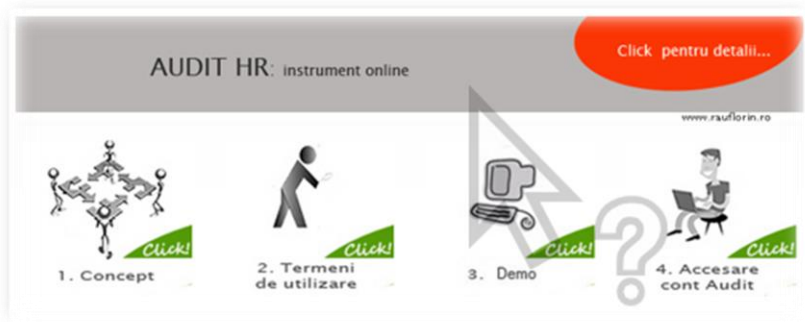 AUDIT HR: instrument online
Click pentru detalii...
www.rauflorin.ro
Click!
Click!
Click!
Click!
1. Concept
2. Termeni
de utilizare
3. Demo
4. Accesare
cont Audit
?